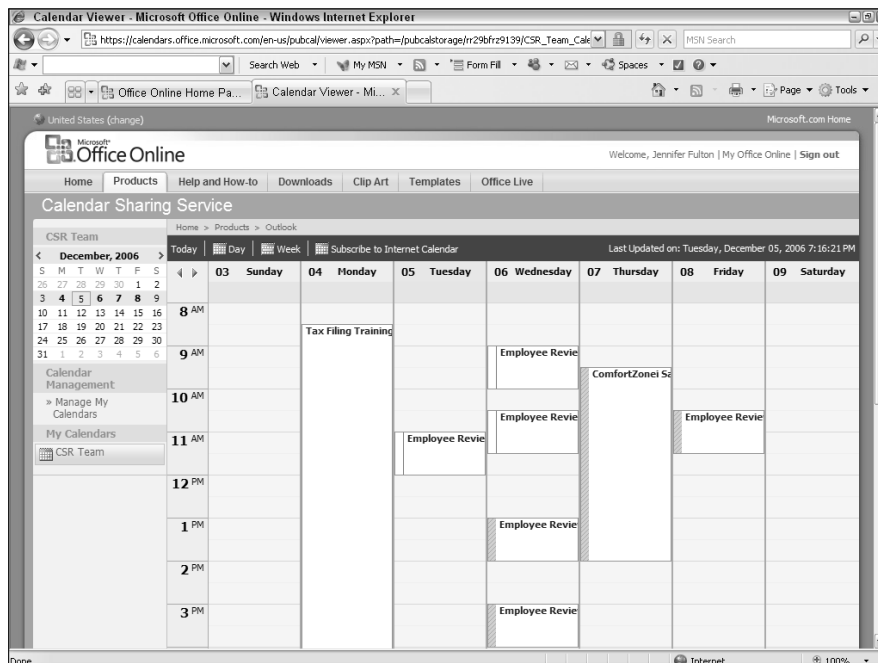 Calendar Viewer - Microsoft Office Online - Windows Internet Explorer
https://calendars.office.microsoft.com/en-us/pubcal/viewer.aspx?path=/pubcalstorage/rr29bfrz9139/CSR_Team_Cale
MSN Search
Search Web My MSN Form Fill Spaces
Office Online Home Pa... Calendar Viewer - Mi... Page Tools
United States (change) Microsoft.com Home
Microsoft
Office Online
Welcome, Jennifer Fulton | My Office Online | Sign out
Home Products Help and How-to Downloads Clip Art Templates Office Live
Calendar Sharing Service
Home > Products > Outlook
CSR Team
Today Day Week Subscribe to Internet Calendar Last Updated on: Tuesday, December 05, 2006 7:16:21 PM
< December, 2006 >
S M T W T F S
26 27 28 29 30 1 2
3 4 5 6 7 8 9
10 11 12 13 14 15 16
17 18 19 20 21 22 23
24 25 26 27 28 29 30
31 1 2 3 4 5 6
Calendar
Management
» Manage My
Calendars
My Calendars
CSR Team
03 Sunday 04 Monday 05 Tuesday 06 Wednesday 07 Thursday 08 Friday 09 Saturday
8 AM
Tax Filing Training
9 AM
Employee Revie
ComfortZonei Sa
10 AM
Employee Revie
Employee Revie
11 AM
Employee Revie
12 PM
1 PM
Employee Revie
2 PM
3 PM
Employee Revie
Done Internet 100%